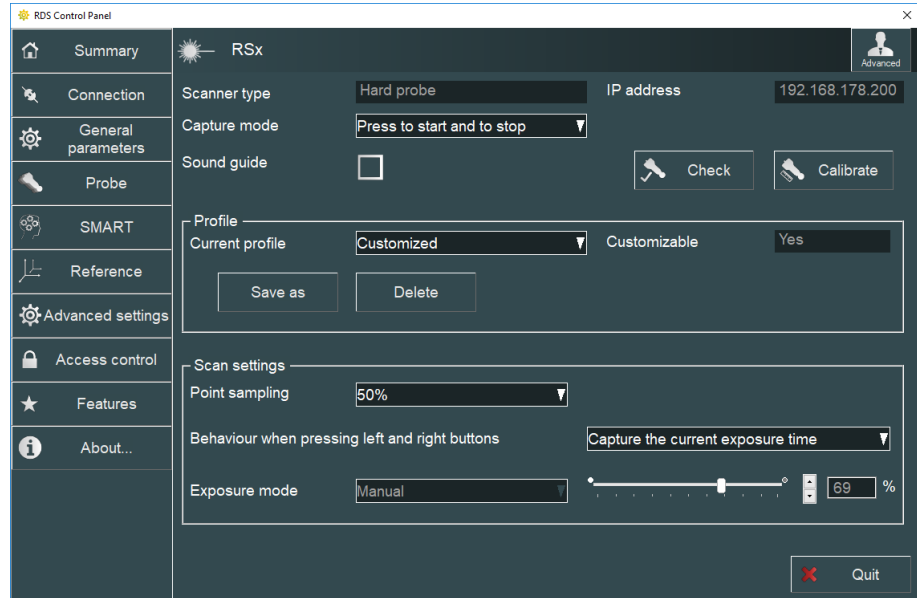 RDS Control Panel
Summary
Connection
General
parameters
Probe
SMART
Reference
Advanced settings
Access control
Features
About...
RSx
Advanced
Scanner type
Hard probe
IP address
192.168.178.200
Capture mode
Press to start and to stop
Sound guide
Check
Calibrate
Profile
Current profile
Customized
Customizable
Yes
Save as
Delete
Scan settings
Point sampling
50%
Behaviour when pressing left and right buttons
Capture the current exposure time
Exposure mode
Manual
69
%
Quit